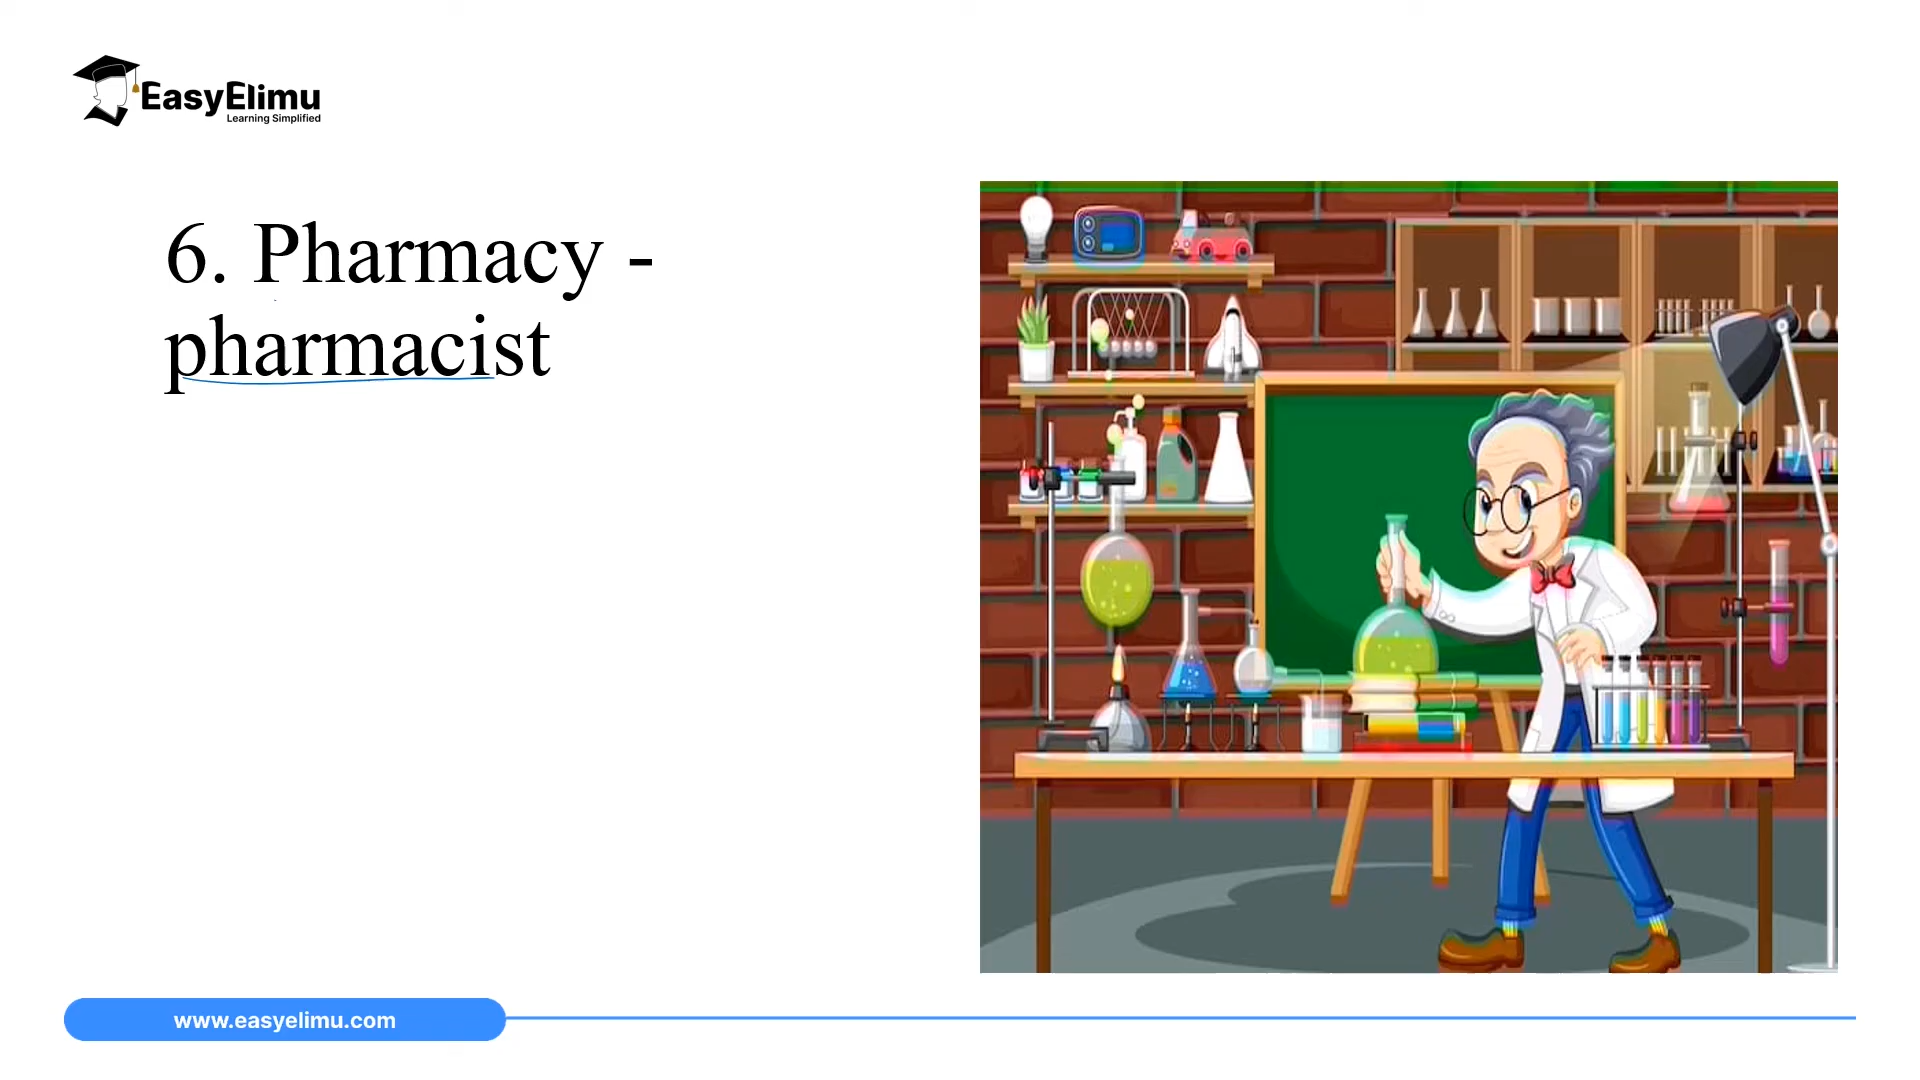 EasyElimu
Learning Simplified
6. Pharmacy -
pharmacist
www.easyelimu.com